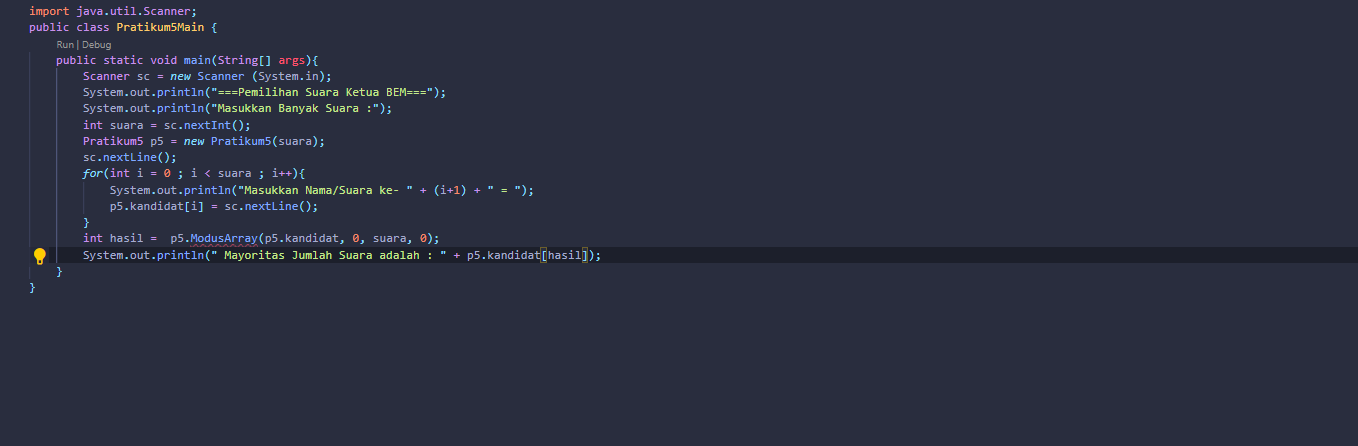 import java.util.Scanner;
public class Pratikum5Main {
Run | Debug
public static void main(String[] args){
Scanner sc = new Scanner (System.in);
System.out.println("===Pemilihan Suara Ketua BEM===");
System.out.println("Masukkan Banyak Suara :");
int suara = sc.nextInt();
Pratikum5 p5 = new Pratikum5(suara);
sc.nextLine();
for(int i = 0 ; i < suara ; i++){
System.out.println("Masukkan Nama/Suara ke- " + (i+1) + " = ");
p5.kandidat[i] = sc.nextLine();
}
int hasil =  p5.ModusArray(p5.kandidat, 0, suara, 0);
System.out.println(" Mayoritas Jumlah Suara adalah : " + p5.kandidat[hasil]);
}
}